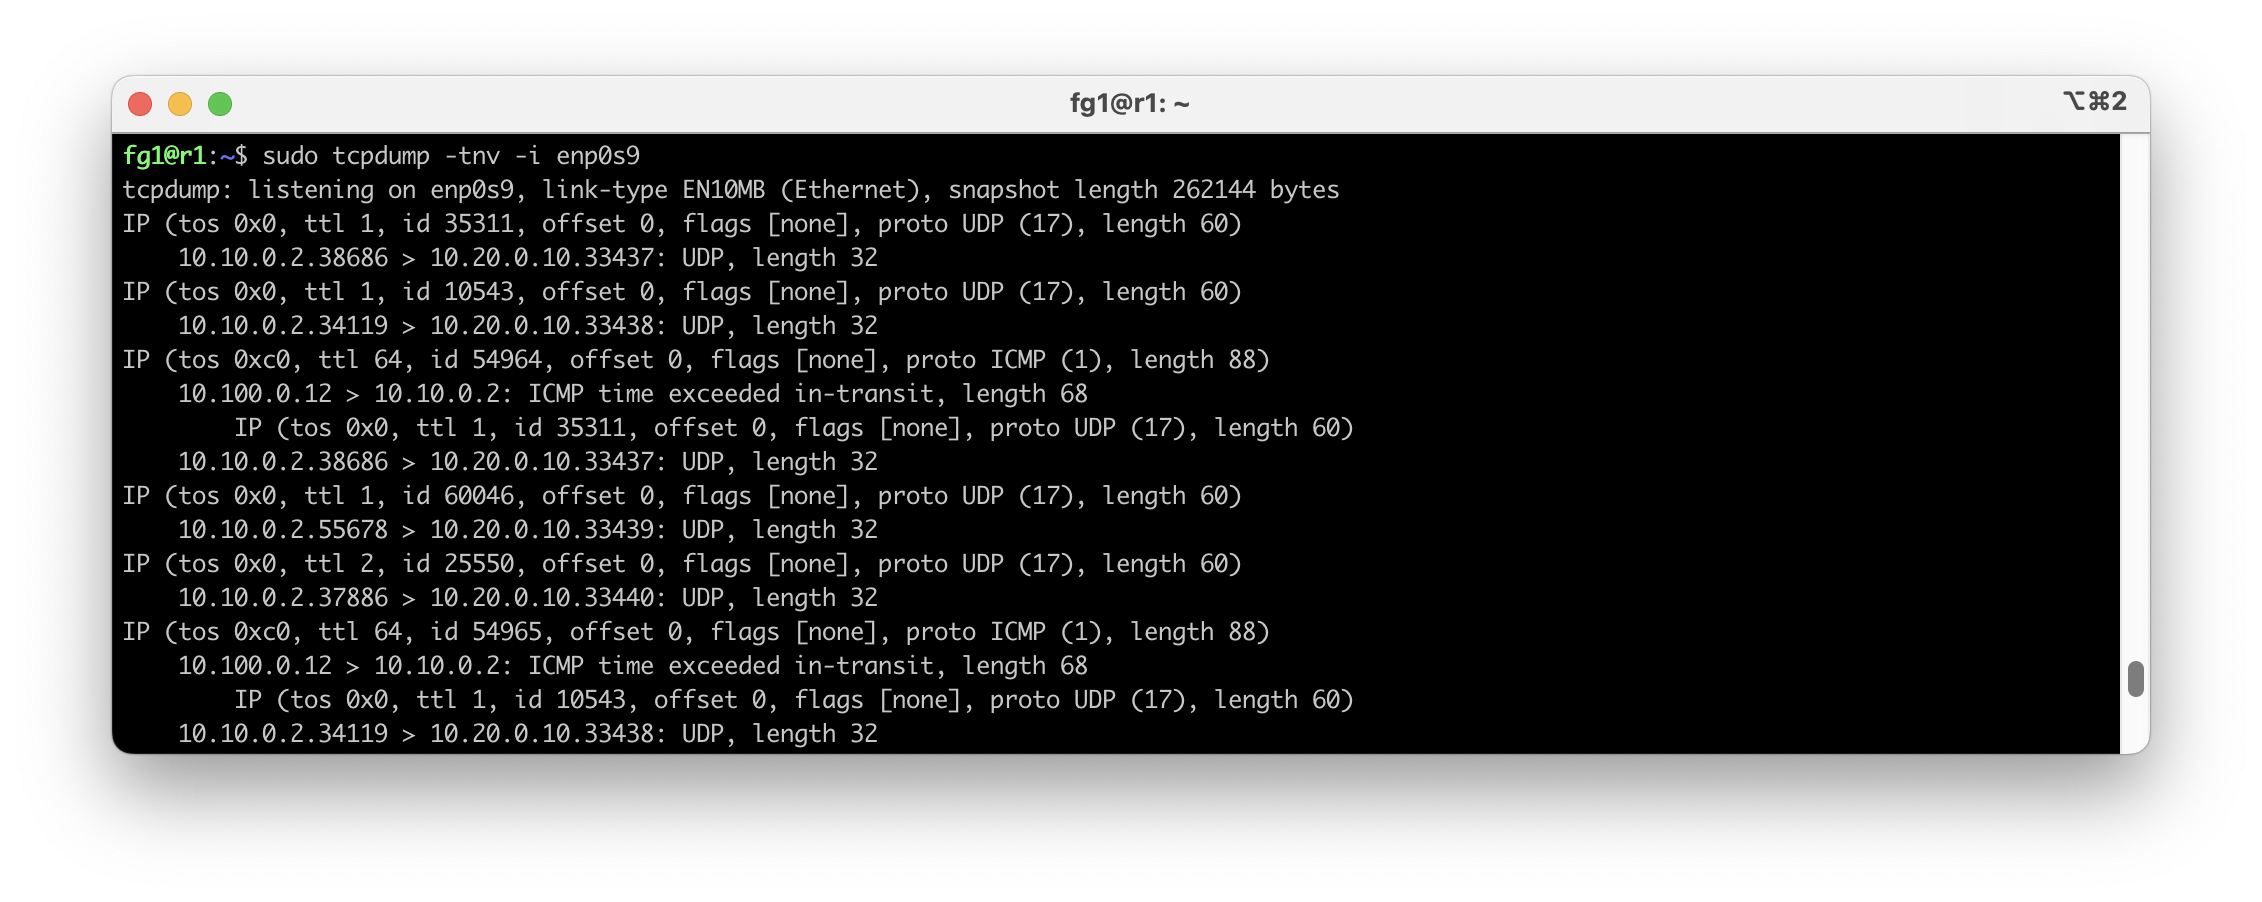 fg1@r1: ~
⌥⌘2
fg1@r1:~$ sudo tcpdump -tnv -i enp0s9
tcpdump: listening on enp0s9, link-type EN10MB (Ethernet), snapshot length 262144 bytes
IP (tos 0x0, ttl 1, id 35311, offset 0, flags [none], proto UDP (17), length 60)
    10.10.0.2.38686 > 10.20.0.10.33437: UDP, length 32
IP (tos 0x0, ttl 1, id 10543, offset 0, flags [none], proto UDP (17), length 60)
    10.10.0.2.34119 > 10.20.0.10.33438: UDP, length 32
IP (tos 0xc0, ttl 64, id 54964, offset 0, flags [none], proto ICMP (1), length 88)
    10.100.0.12 > 10.10.0.2: ICMP time exceeded in-transit, length 68
        IP (tos 0x0, ttl 1, id 35311, offset 0, flags [none], proto UDP (17), length 60)
    10.10.0.2.38686 > 10.20.0.10.33437: UDP, length 32
IP (tos 0x0, ttl 1, id 60046, offset 0, flags [none], proto UDP (17), length 60)
    10.10.0.2.55678 > 10.20.0.10.33439: UDP, length 32
IP (tos 0x0, ttl 2, id 25550, offset 0, flags [none], proto UDP (17), length 60)
    10.10.0.2.37886 > 10.20.0.10.33440: UDP, length 32
IP (tos 0xc0, ttl 64, id 54965, offset 0, flags [none], proto ICMP (1), length 88)
    10.100.0.12 > 10.10.0.2: ICMP time exceeded in-transit, length 68
        IP (tos 0x0, ttl 1, id 10543, offset 0, flags [none], proto UDP (17), length 60)
    10.10.0.2.34119 > 10.20.0.10.33438: UDP, length 32